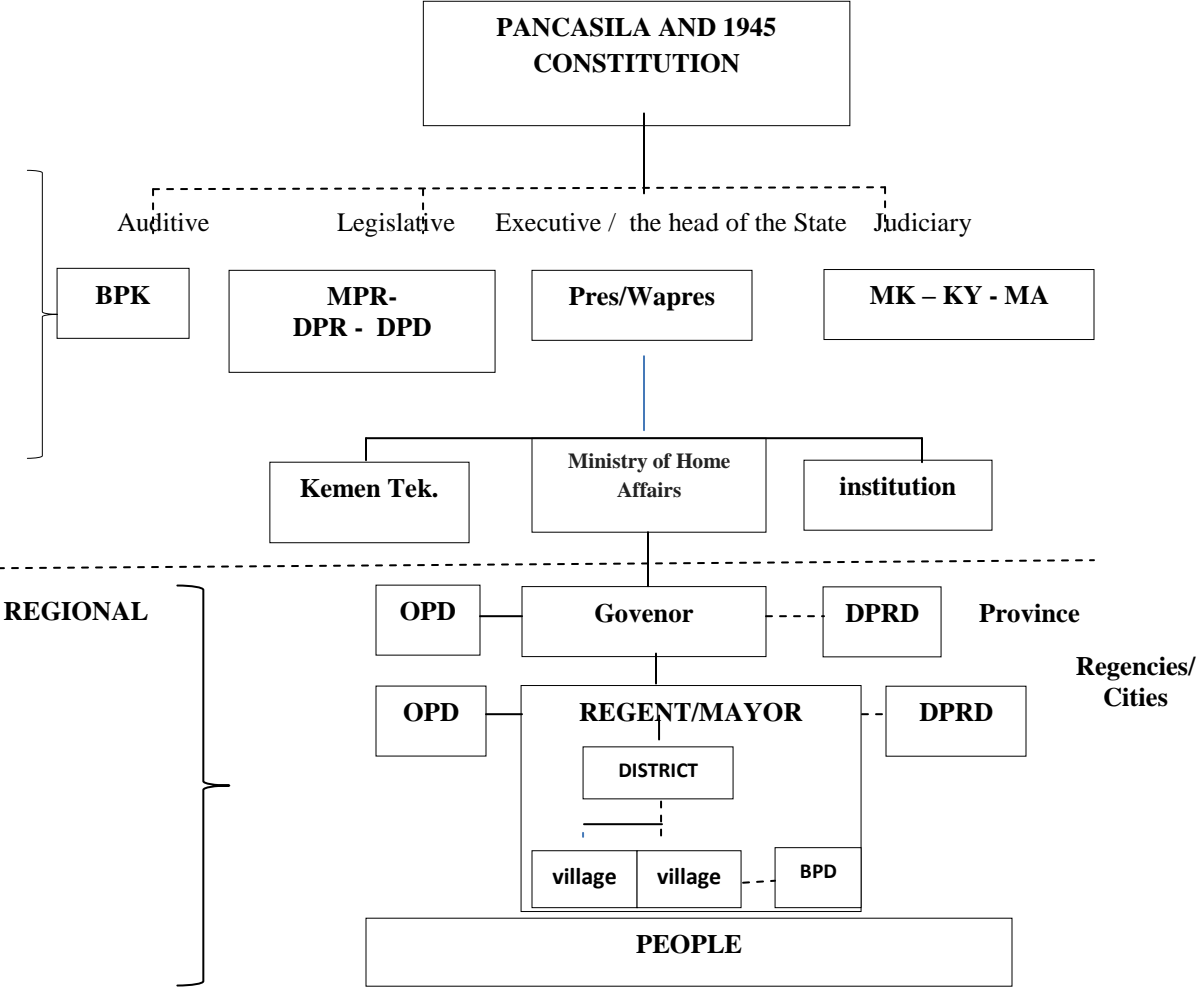 PANCASILA AND 1945
CONSTITUTION
Auditive
Legislative
Executive / the head of the State
Judiciary
BPK
MPR-
DPR - DPD
Pres/Wapres
MK – KY - MA
Kemen Tek.
Ministry of Home
Affairs
institution
REGIONAL
OPD
Govenor
DPRD
Province
Regencies/
Cities
OPD
REGENT/MAYOR
DPRD
DISTRICT
village
village
BPD
PEOPLE